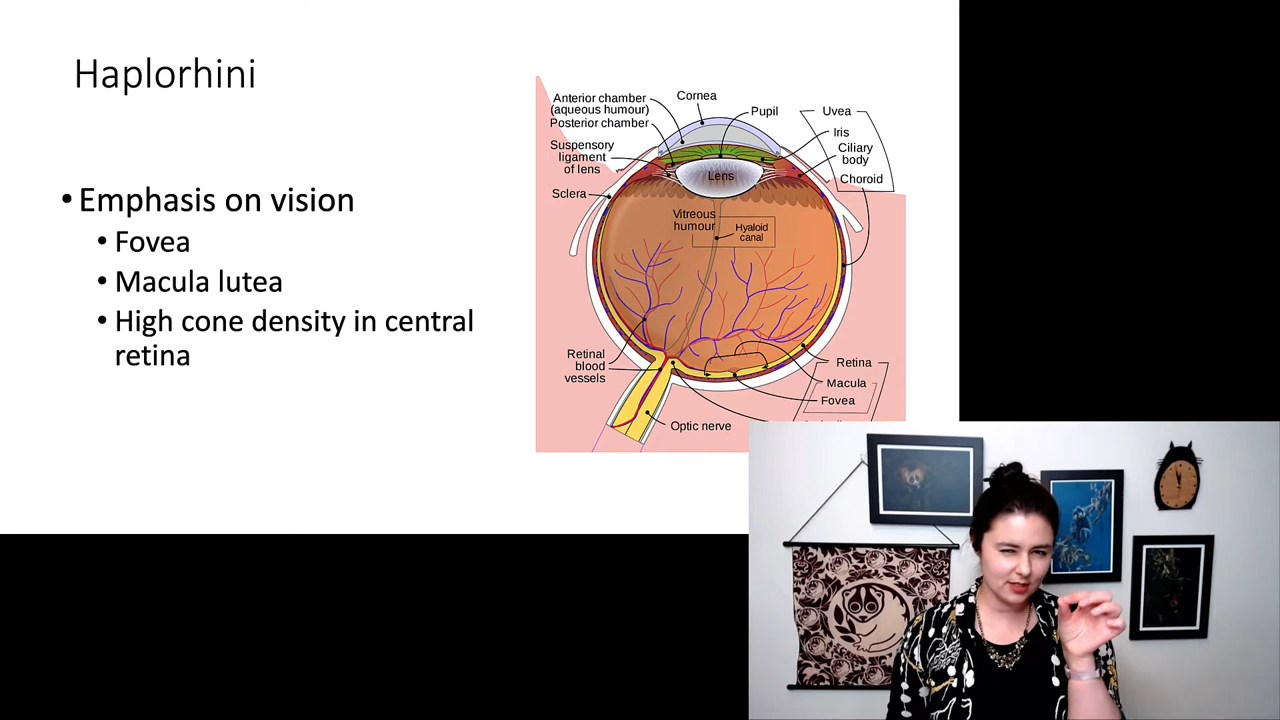 Haplorhini
• Emphasis on vision
• Fovea
• Macula lutea
• High cone density in central
retina
Anterior chamber
(aqueous humour)
Posterior chamber
Suspensory
ligament
of lens
Sclera
Cornea
Pupil
Uvea
Iris
Ciliary
body
Choroid
Lens
Vitreous
humour
Hyaloid
canal
Retinal
blood
vessels
Optic nerve
Retina
Macula
Fovea